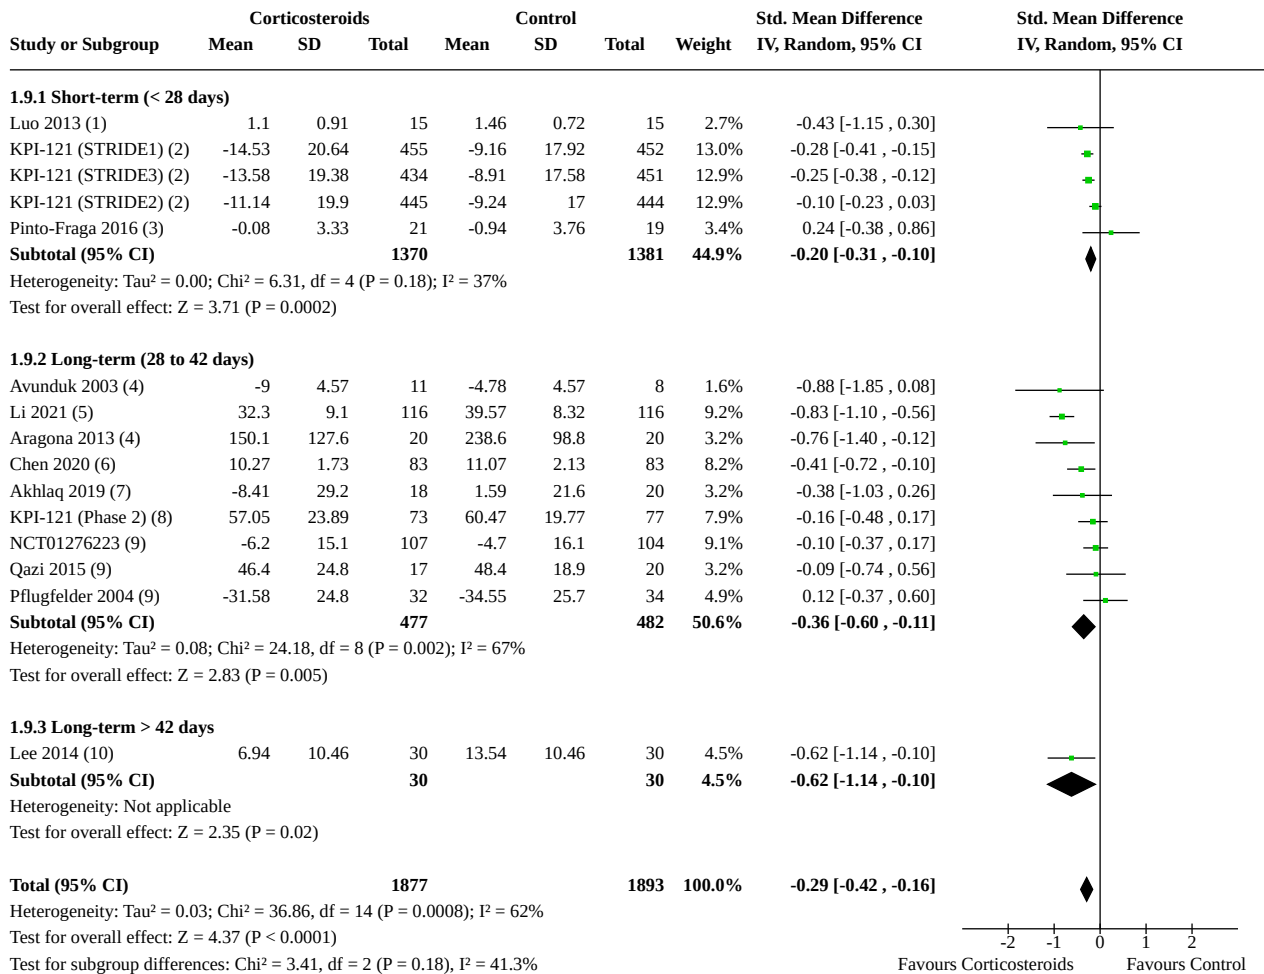 Corticosteroids Control Std. Mean Difference Std. Mean Difference
Study or Subgroup Mean SD Total Mean SD Total Weight IV, Random, 95% CI IV, Random, 95% CI
1.9.1 Short-term (< 28 days)
Luo 2013 (1) 1.1 0.91 15 1.46 0.72 15 2.7% -0.43 [-1.15 , 0.30]
KPI-121 (STRIDE1) (2) -14.53 20.64 455 -9.16 17.92 452 13.0% -0.28 [-0.41 , -0.15]
KPI-121 (STRIDE3) (2) -13.58 19.38 434 -8.91 17.58 451 12.9% -0.25 [-0.38 , -0.12]
KPI-121 (STRIDE2) (2) -11.14 19.9 445 -9.24 17 444 12.9% -0.10 [-0.23 , 0.03]
Pinto-Fraga 2016 (3) -0.08 3.33 21 -0.94 3.76 19 3.4% 0.24 [-0.38 , 0.86]
Subtotal (95% CI) 1370 1381 44.9% -0.20 [-0.31 , -0.10]
Heterogeneity: Tau² = 0.00; Chi² = 6.31, df = 4 (P = 0.18); I² = 37%
Test for overall effect: Z = 3.71 (P = 0.0002)
1.9.2 Long-term (28 to 42 days)
Avunduk 2003 (4) -9 4.57 11 -4.78 4.57 8 1.6% -0.88 [-1.85 , 0.08]
Li 2021 (5) 32.3 9.1 116 39.57 8.32 116 9.2% -0.83 [-1.10 , -0.56]
Aragona 2013 (4) 150.1 127.6 20 238.6 98.8 20 3.2% -0.76 [-1.40 , -0.12]
Chen 2020 (6) 10.27 1.73 83 11.07 2.13 83 8.2% -0.41 [-0.72 , -0.10]
Akhlaq 2019 (7) -8.41 29.2 18 1.59 21.6 20 3.2% -0.38 [-1.03 , 0.26]
KPI-121 (Phase 2) (8) 57.05 23.89 73 60.47 19.77 77 7.9% -0.16 [-0.48 , 0.17]
NCT01276223 (9) -6.2 15.1 107 -4.7 16.1 104 9.1% -0.10 [-0.37 , 0.17]
Qazi 2015 (9) 46.4 24.8 17 48.4 18.9 20 3.2% -0.09 [-0.74 , 0.56]
Pflugfelder 2004 (9) -31.58 24.8 32 -34.55 25.7 34 4.9% 0.12 [-0.37 , 0.60]
Subtotal (95% CI) 477 482 50.6% -0.36 [-0.60 , -0.11]
Heterogeneity: Tau² = 0.08; Chi² = 24.18, df = 8 (P = 0.002); I² = 67%
Test for overall effect: Z = 2.83 (P = 0.005)
1.9.3 Long-term > 42 days
Lee 2014 (10) 6.94 10.46 30 13.54 10.46 30 4.5% -0.62 [-1.14 , -0.10]
Subtotal (95% CI) 30 30 4.5% -0.62 [-1.14 , -0.10]
Heterogeneity: Not applicable
Test for overall effect: Z = 2.35 (P = 0.02)
Total (95% CI) 1877 1893 100.0% -0.29 [-0.42 , -0.16]
Heterogeneity: Tau² = 0.03; Chi² = 36.86, df = 14 (P = 0.0008); I² = 62%
Test for overall effect: Z = 4.37 (P < 0.0001)
-2 -1 0 1 2
Test for subgroup differences: Chi² = 3.41, df = 2 (P = 0.18), I² = 41.3% Favours Corticosteroids Favours Control